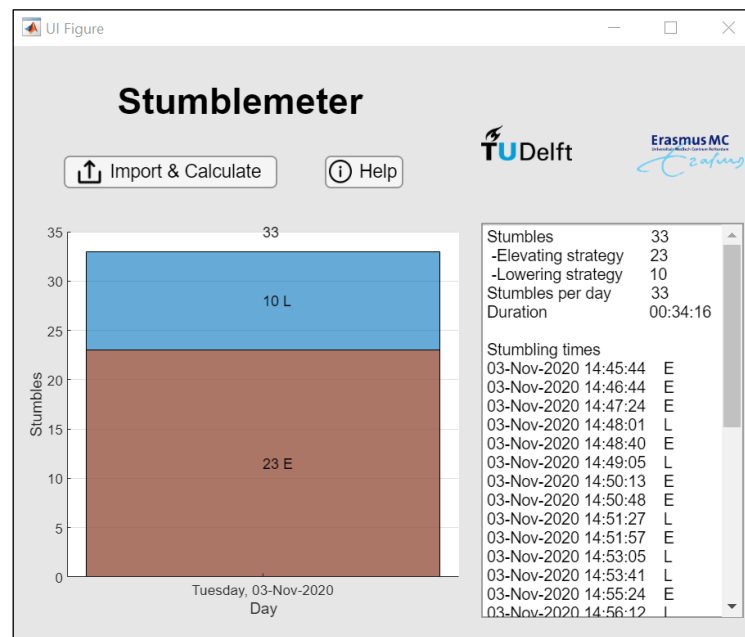 UI Figure
Stumblemeter
Import & Calculate
Help
TUDelft
Erasmus MC
Erasmus
33
35
30
25
20
15
10
5
0
Stumbles
10 L
23 E
Tuesday, 03-Nov-2020
Day
Stumbles 33
-Elevating strategy 23
-Lowering strategy 10
Stumbles per day 33
Duration 00:34:16
Stumbling times
03-Nov-2020 14:45:44 E
03-Nov-2020 14:46:44 E
03-Nov-2020 14:47:24 E
03-Nov-2020 14:48:01 L
03-Nov-2020 14:48:40 E
03-Nov-2020 14:49:05 L
03-Nov-2020 14:50:13 E
03-Nov-2020 14:50:48 E
03-Nov-2020 14:51:27 L
03-Nov-2020 14:51:57 E
03-Nov-2020 14:53:05 L
03-Nov-2020 14:53:41 L
03-Nov-2020 14:55:24 E
03-Nov-2020 14:56:12 L